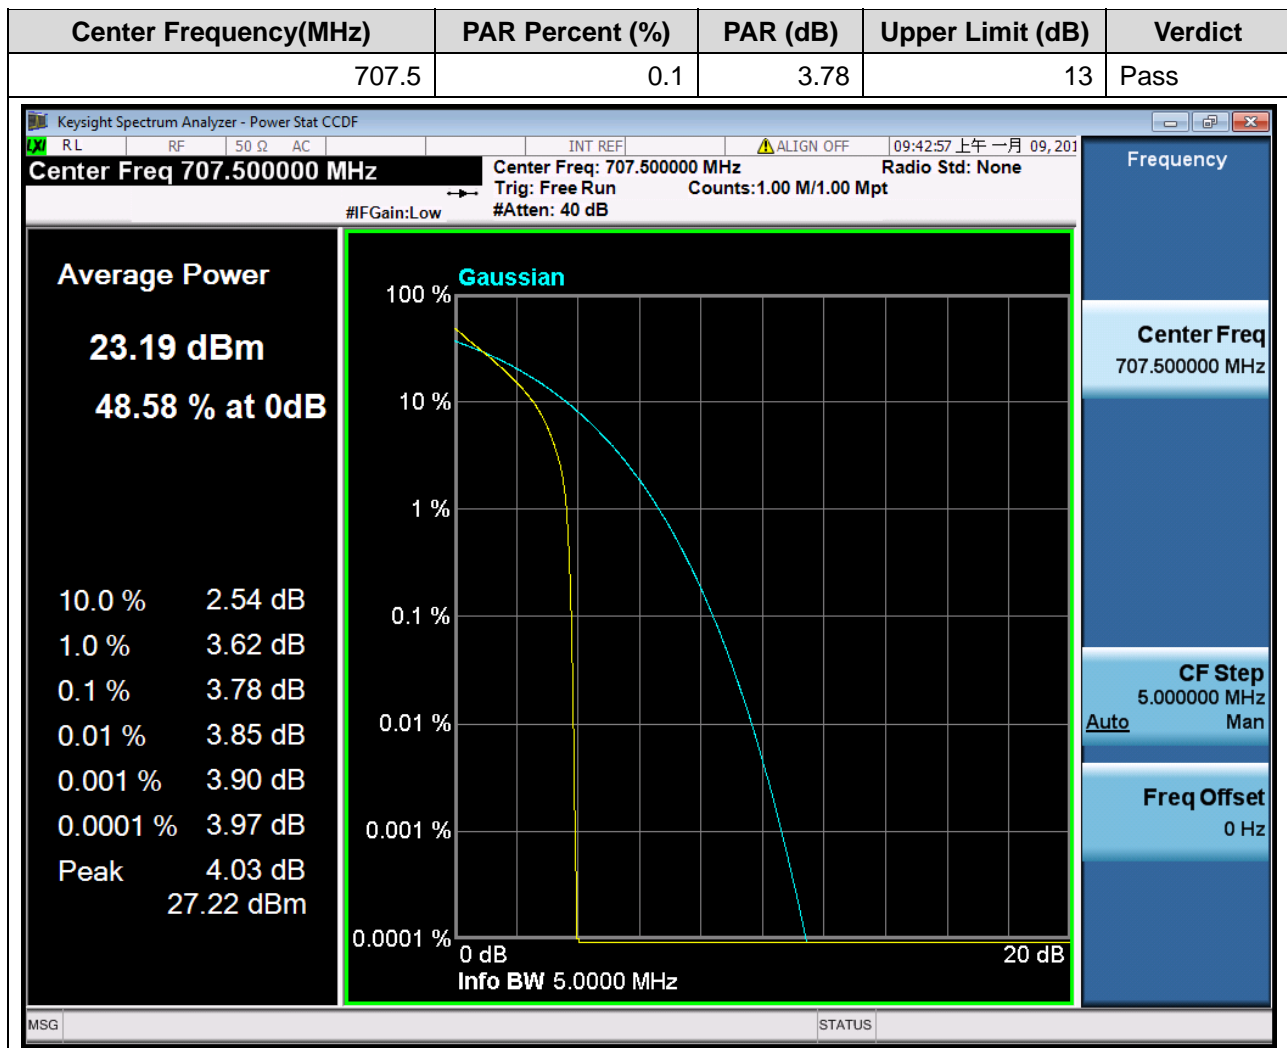 Center Frequency(MHz) PAR Percent (%) PAR (dB) Upper Limit (dB) Verdict
707.5 0.1 3.78 13 Pass
Keysight Spectrum Analyzer - Power Stat CCDF
LXI RL RF 50 Ω AC INT REF ALIGN OFF 09:42:57 上午 一月 09, 201
Center Freq 707.500000 MHz
Center Freq: 707.500000 MHz Radio Std: None
Trig: Free Run Counts:1.00 M/1.00 Mpt
#IFGain:Low #Atten: 40 dB
Average Power
23.19 dBm
48.58 % at 0dB
10.0 % 2.54 dB
1.0 % 3.62 dB
0.1 % 3.78 dB
0.01 % 3.85 dB
0.001 % 3.90 dB
0.0001 % 3.97 dB
Peak 4.03 dB
27.22 dBm
Gaussian
100 %
10 %
1 %
0.1 %
0.01 %
0.001 %
0.0001 %
0 dB 20 dB
Info BW 5.0000 MHz
Frequency
Center Freq
707.500000 MHz
CF Step
5.000000 MHz
Auto Man
Freq Offset
0 Hz
MSG STATUS